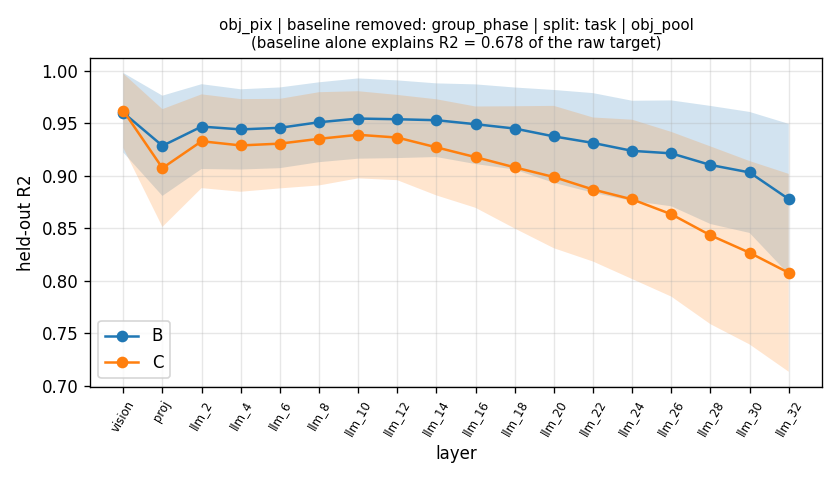 obj_pix | baseline removed: group_phase | split: task | obj_pool
(baseline alone explains R2 = 0.678 of the raw target)
1.00
0.95
0.90
0.85
0.80
0.75
0.70
held-out R2
B
C
vision
proj
llm_2
llm_4
llm_6
llm_8
llm_10
llm_12
llm_14
llm_16
llm_18
llm_20
llm_22
llm_24
llm_26
llm_28
llm_30
llm_32
layer